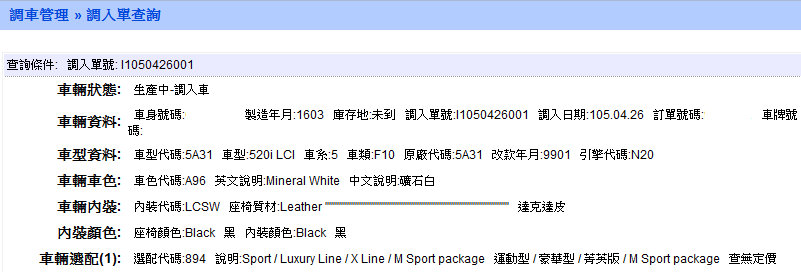 調車管理 » 調入單查詢
查詢條件: 調入單號: I1050426001
車輛狀態: 生產中-調入車
車輛資料: 車身號碼: 製造年月:1603 庫存地:未到 調入單號:I1050426001 調入日期:105.04.26 訂單號碼: 車牌號
碼:
車型資料: 車型代碼:5A31 車型:520i LCI 車系:5 車類:F10 原廠代碼:5A31 改款年月:9901 引擎代碼:N20
車輛車色: 車色代碼:A96 英文說明:Mineral White 中文說明:礦石白
車輛內裝: 內裝代碼:LCSW 座椅質材:Leather 達克達皮
內裝顏色: 座椅顏色:Black 黑 內裝顏色:Black 黑
車輛選配(1): 選配代碼:894 說明:Sport / Luxury Line / X Line / M Sport package 運動型 / 豪華型 / 菁英版 / M Sport package 查無定價